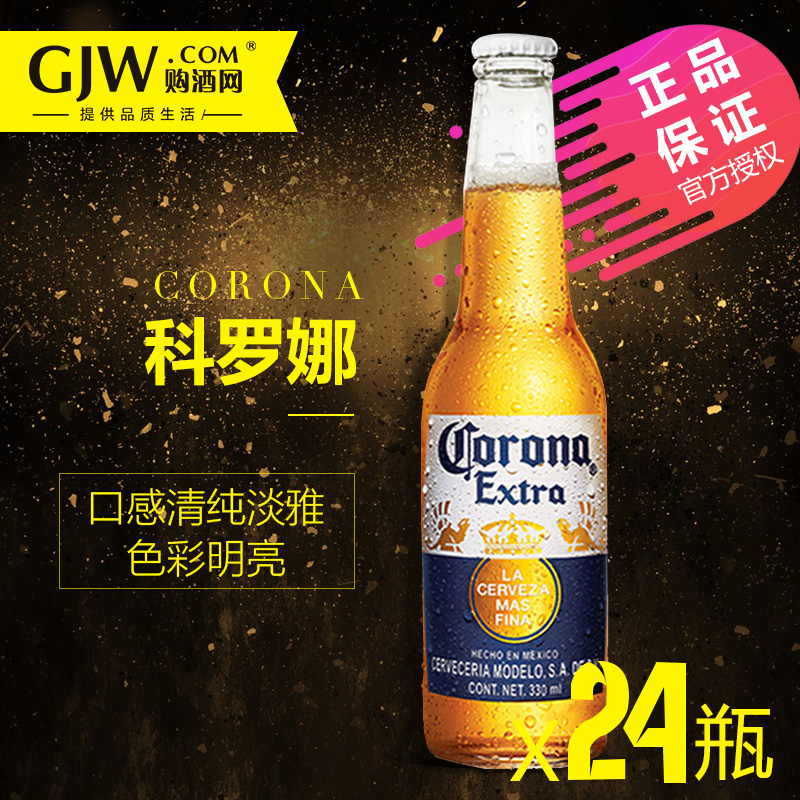 GJW.COM®
购酒网
提供品质生活
正品
保证
官方授权
CORONA
科罗娜
口感清纯淡雅
色彩明亮
Corona
Extra
LA
CERVEZA
MAS
FINA
HECHO EN MEXICO
CERVECERIA MODELO, S.A. DE
CONT. NET. 330 ml
x24瓶